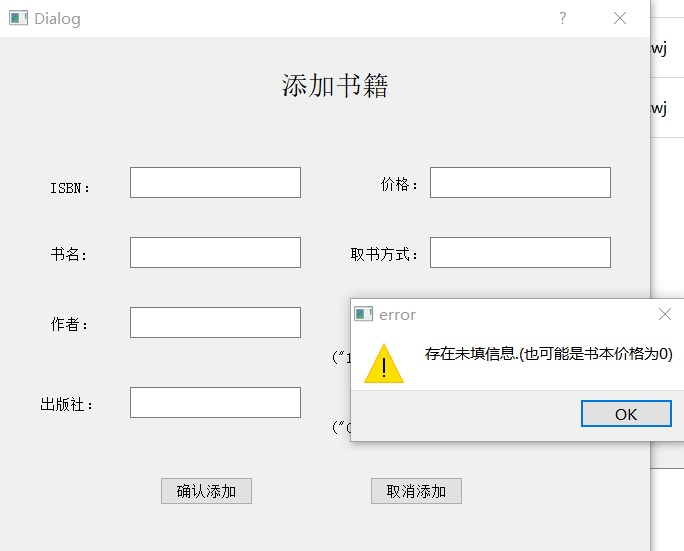 Dialog
wj
添加书籍
wj
ISBN：
价格：
书名：
取书方式：
error
作者：
存在未填信息.(也可能是书本价格为0)
("1
OK
出版社：
("0
确认添加
取消添加